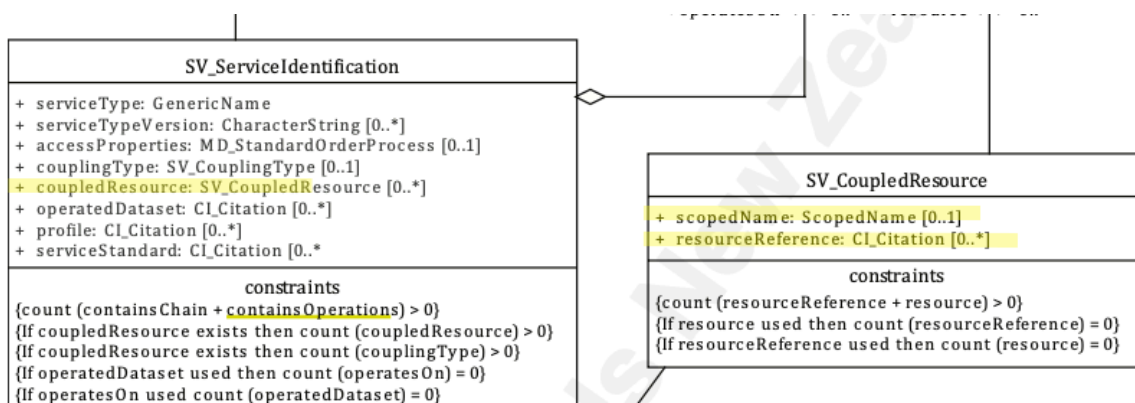 SV_ServiceIdentification
+ serviceType: GenericName
+ serviceTypeVersion: CharacterString [0..*]
+ accessProperties: MD_StandardOrderProcess [0..1]
+ couplingType: SV_CouplingType [0..1]
+ coupledResource: SV_CoupledResource [0..*]
+ operatedDataset: CI_Citation [0..*]
+ profile: CI_Citation [0..*]
+ serviceStandard: CI_Citation [0..*
constraints
{count (containsChain + containsOperations) > 0}
{If coupledResource exists then count (coupledResource) > 0}
{If coupledResource exists then count (couplingType) > 0}
{If operatedDataset used then count (operatesOn) = 0}
{If operatesOn used count (operatedDataset) = 0}
SV_CoupledResource
+ scopedName: ScopedName [0..1]
+ resourceReference: CI_Citation [0..*]
constraints
{count (resourceReference + resource) > 0}
{If resource used then count (resourceReference) = 0}
{If resourceReference used then count (resource) = 0}